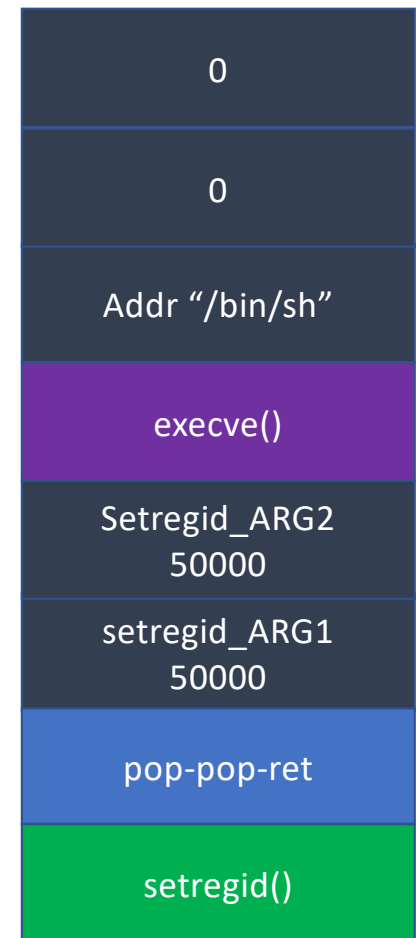 0
0
Addr “/bin/sh”
execve()
Setregid_ARG2
50000
setregid_ARG1
50000
pop-pop-ret
setregid()